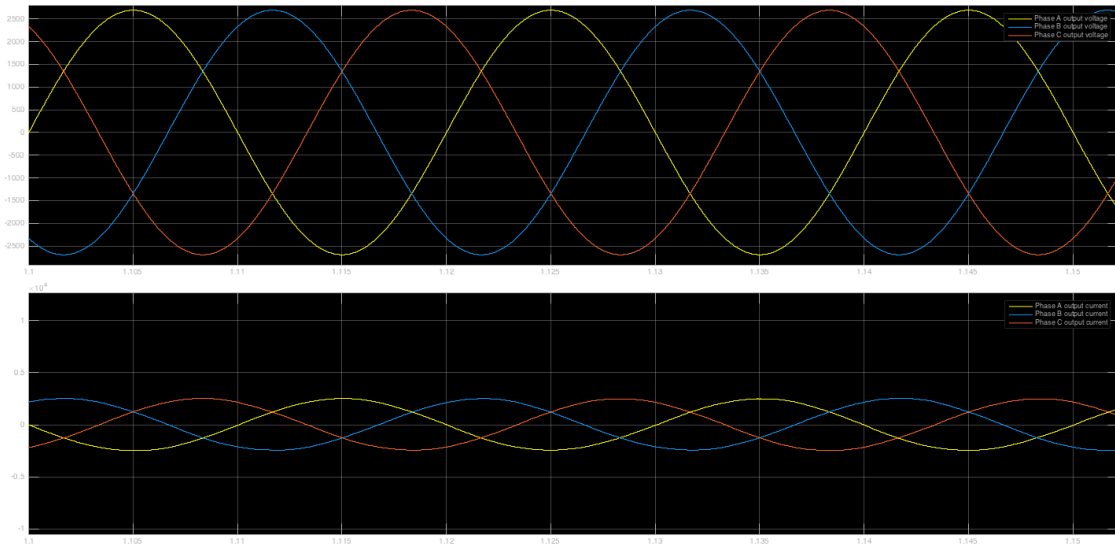 2500
2000
1500
1000
500
0
-500
-1000
-1500
-2000
-2500
Phase A output voltage
Phase B output voltage
Phase C output voltage
1.1 1.105 1.11 1.115 1.12 1.125 1.13 1.135 1.14 1.145 1.15
1
0.5
0
-0.5
-1
Phase A output current
Phase B output current
Phase C output current
1.1 1.105 1.11 1.115 1.12 1.125 1.13 1.135 1.14 1.145 1.15